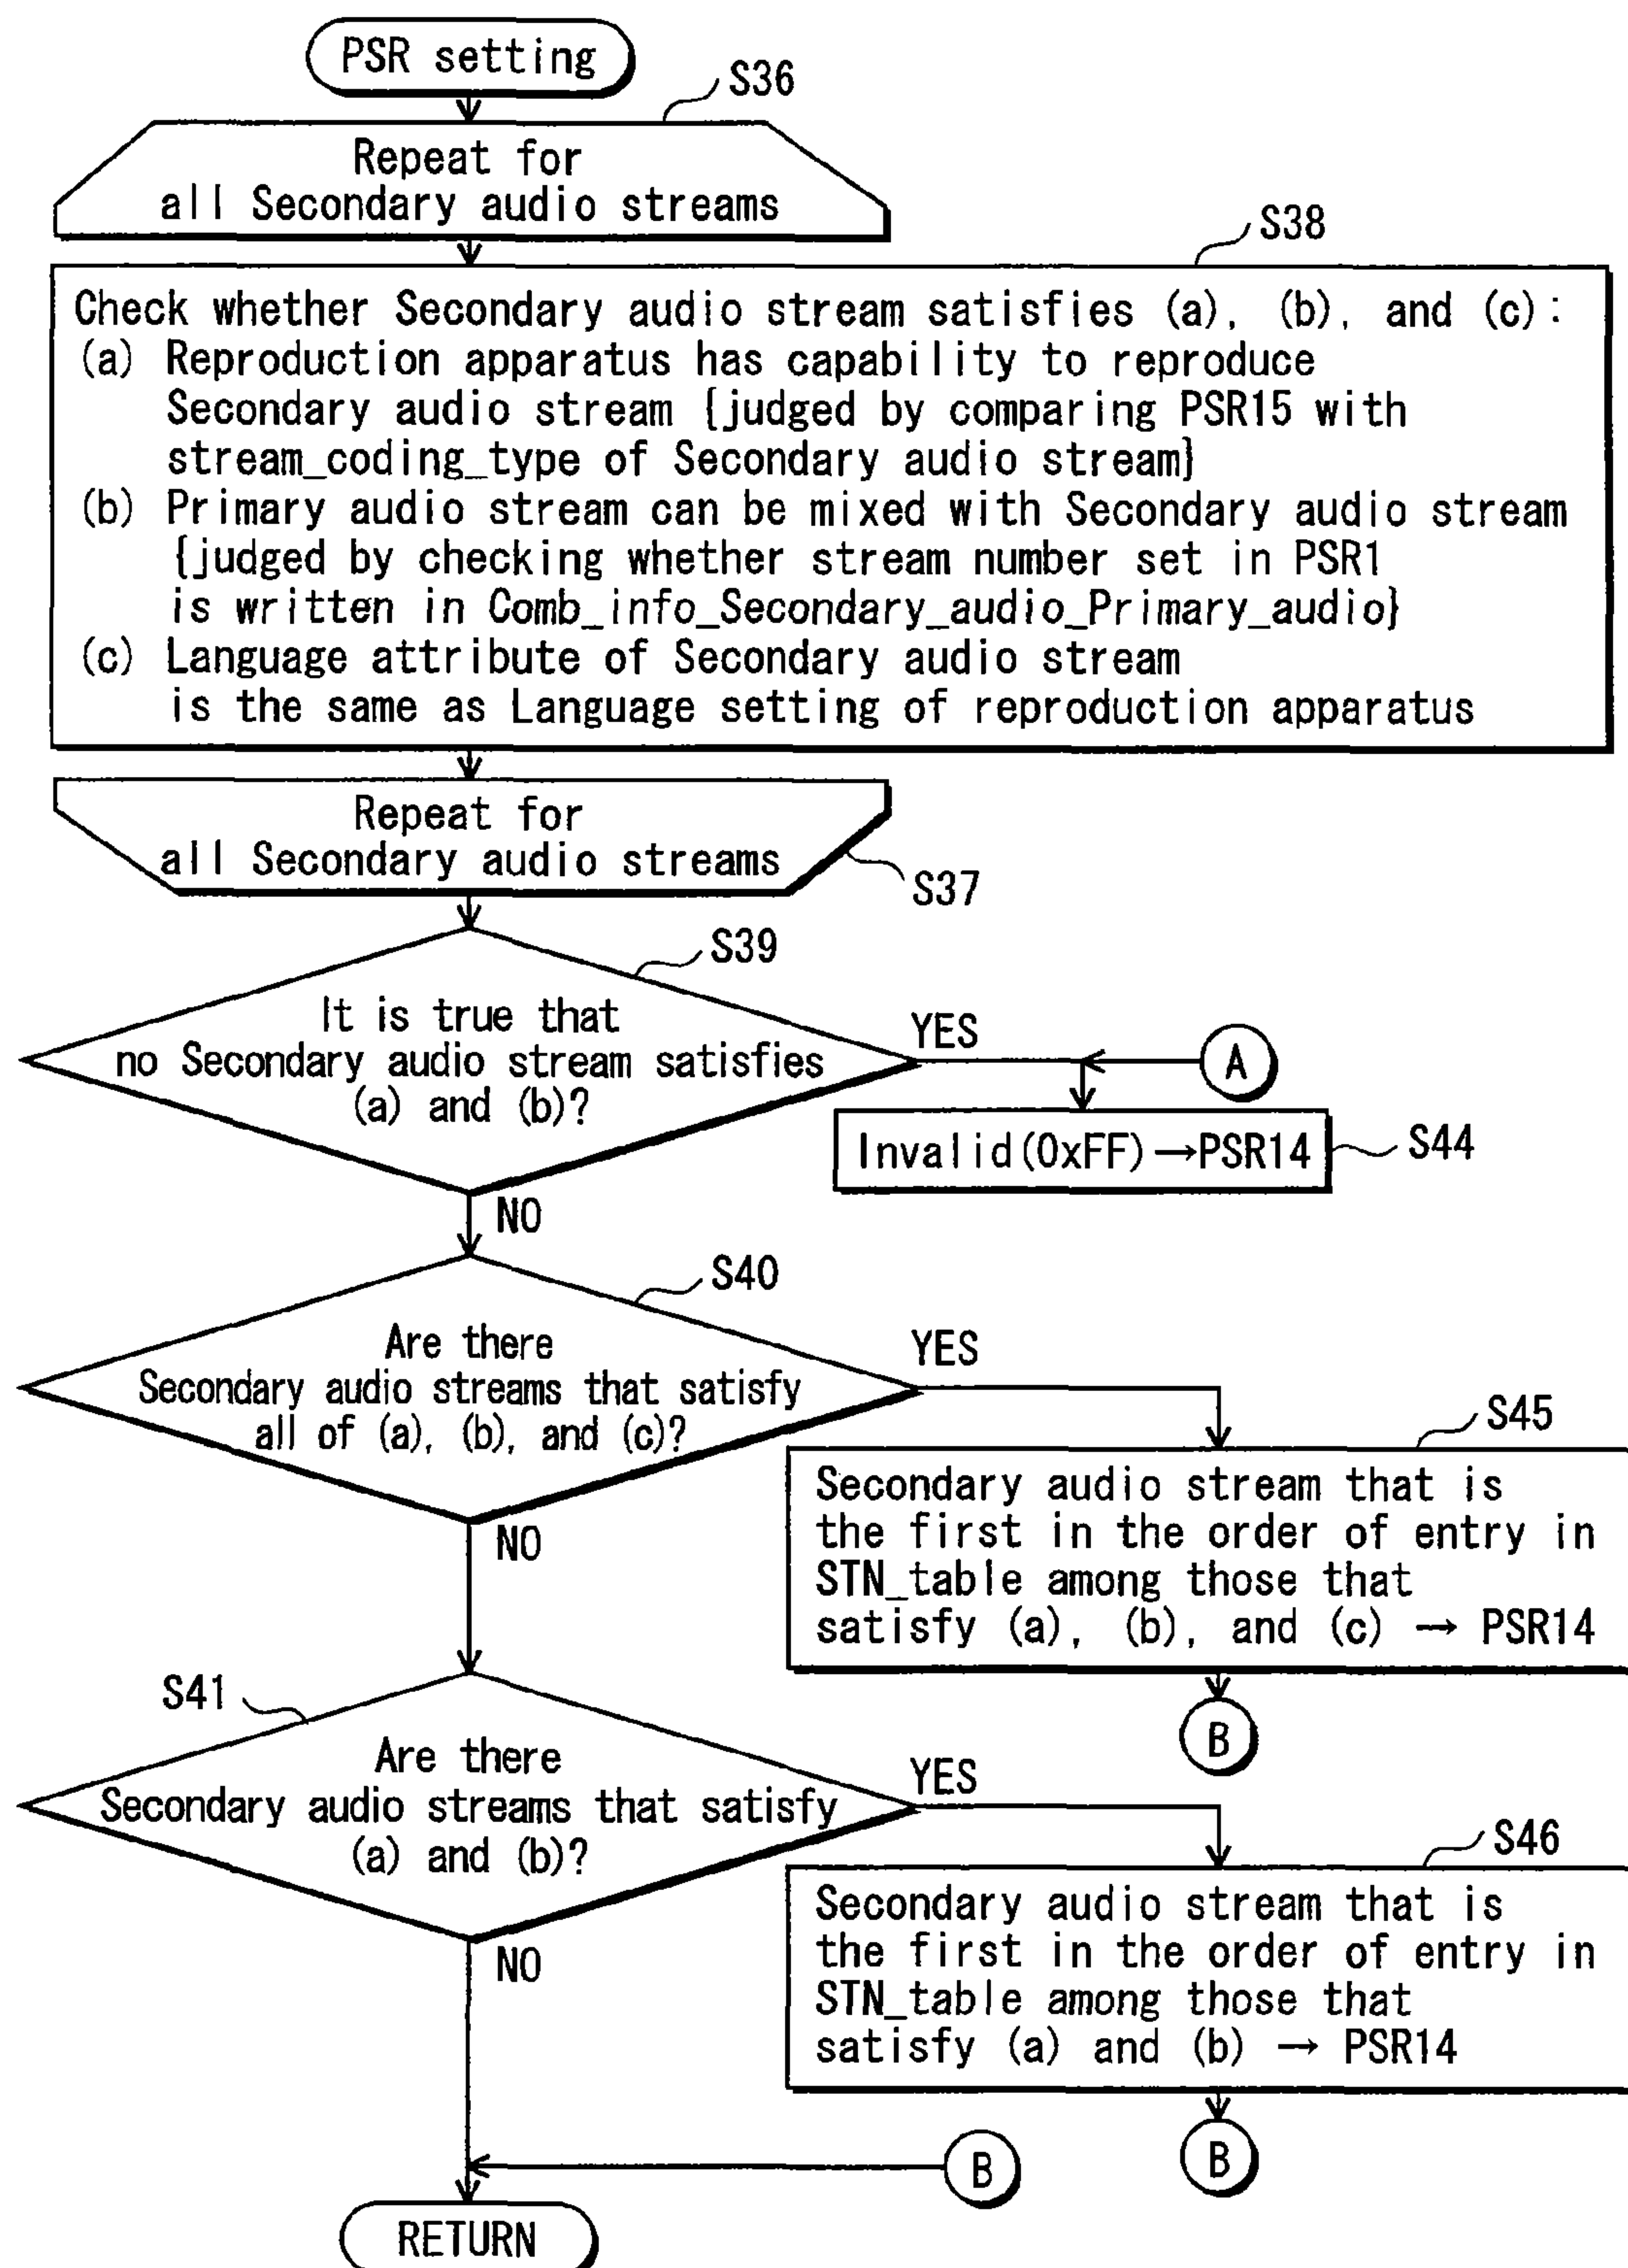 PSR setting
S36
Repeat for
all Secondary audio streams
S38
Check whether Secondary audio stream satisfies (a), (b), and (c):
(a) Reproduction apparatus has capability to reproduce
Secondary audio stream {judged by comparing PSR15 with
stream_coding_type of Secondary audio stream}
(b) Primary audio stream can be mixed with Secondary audio stream
{judged by checking whether stream number set in PSR1
is written in Comb_info_Secondary_audio_Primary_audio}
(c) Language attribute of Secondary audio stream
is the same as Language setting of reproduction apparatus
Repeat for
all Secondary audio streams
S37
S39
It is true that
no Secondary audio stream satisfies
(a) and (b)?
YES
A
Invalid(0xFF)→PSR14
S44
NO
S40
Are there
Secondary audio streams that satisfy
all of (a), (b), and (c)?
YES
S45
Secondary audio stream that is
the first in the order of entry in
STN_table among those that
satisfy (a), (b), and (c) → PSR14
B
NO
S41
Are there
Secondary audio streams that satisfy
(a) and (b)?
YES
S46
Secondary audio stream that is
the first in the order of entry in
STN_table among those that
satisfy (a) and (b) → PSR14
B
NO
B
RETURN